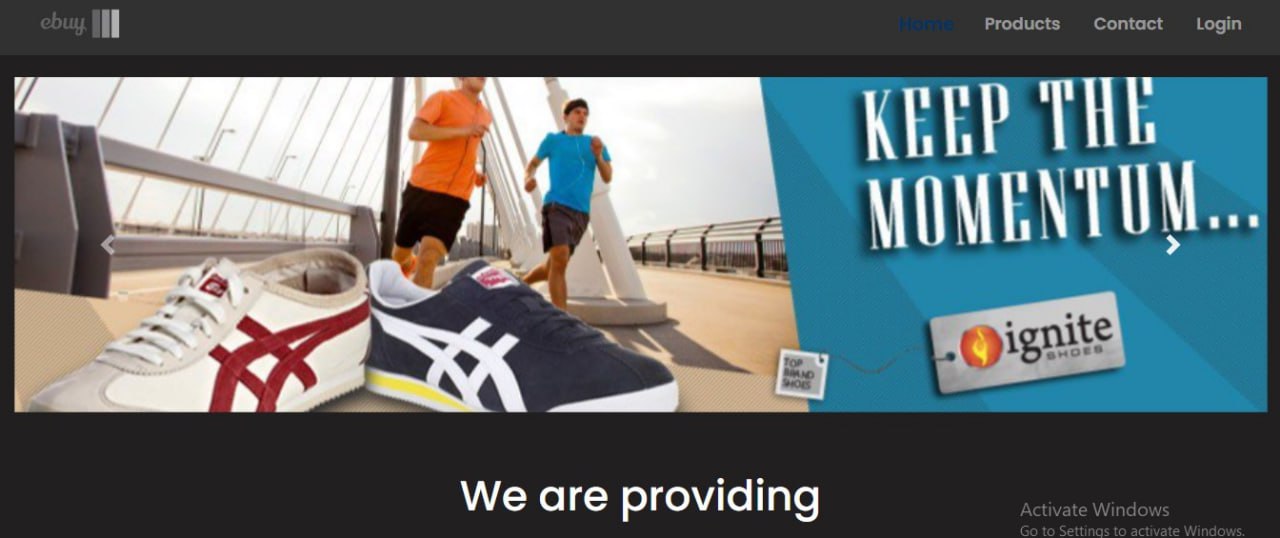 ebuy
Home
Products
Contact
Login
KEEP THE
MOMENTUM...
ignite
SHOES
TOP
BRAND
SHOES
We are providing
Activate Windows
Go to Settings to activate Windows.